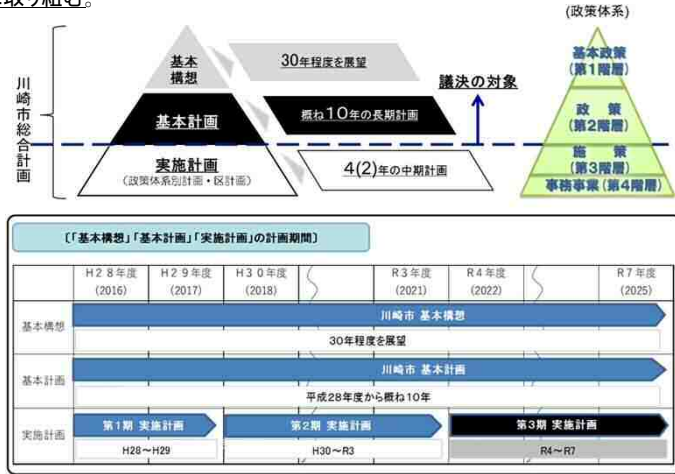 取り組む。
(政策体系)
川崎市総合計画
基本
構想
30年程度を展望
議決の対象
基本計画
概ね10年の長期計画
実施計画
(政策体系別計画・区計画)
4(2)年の中期計画
基本政策
(第1階層)
政 策
(第2階層)
施 策
(第3階層)
事務事業(第4階層)
〔「基本構想」「基本計画」「実施計画」の計画期間〕
H28年度 H29年度 H30年度 R3年度 R4年度 R7年度
(2016) (2017) (2018) (2021) (2022) (2025)
基本構想
川崎市 基本構想
30年程度を展望
基本計画
川崎市 基本計画
平成28年度から概ね10年
実施計画
第1期 実施計画 第2期 実施計画 第3期 実施計画
H28～H29 H30～R3 R4～R7